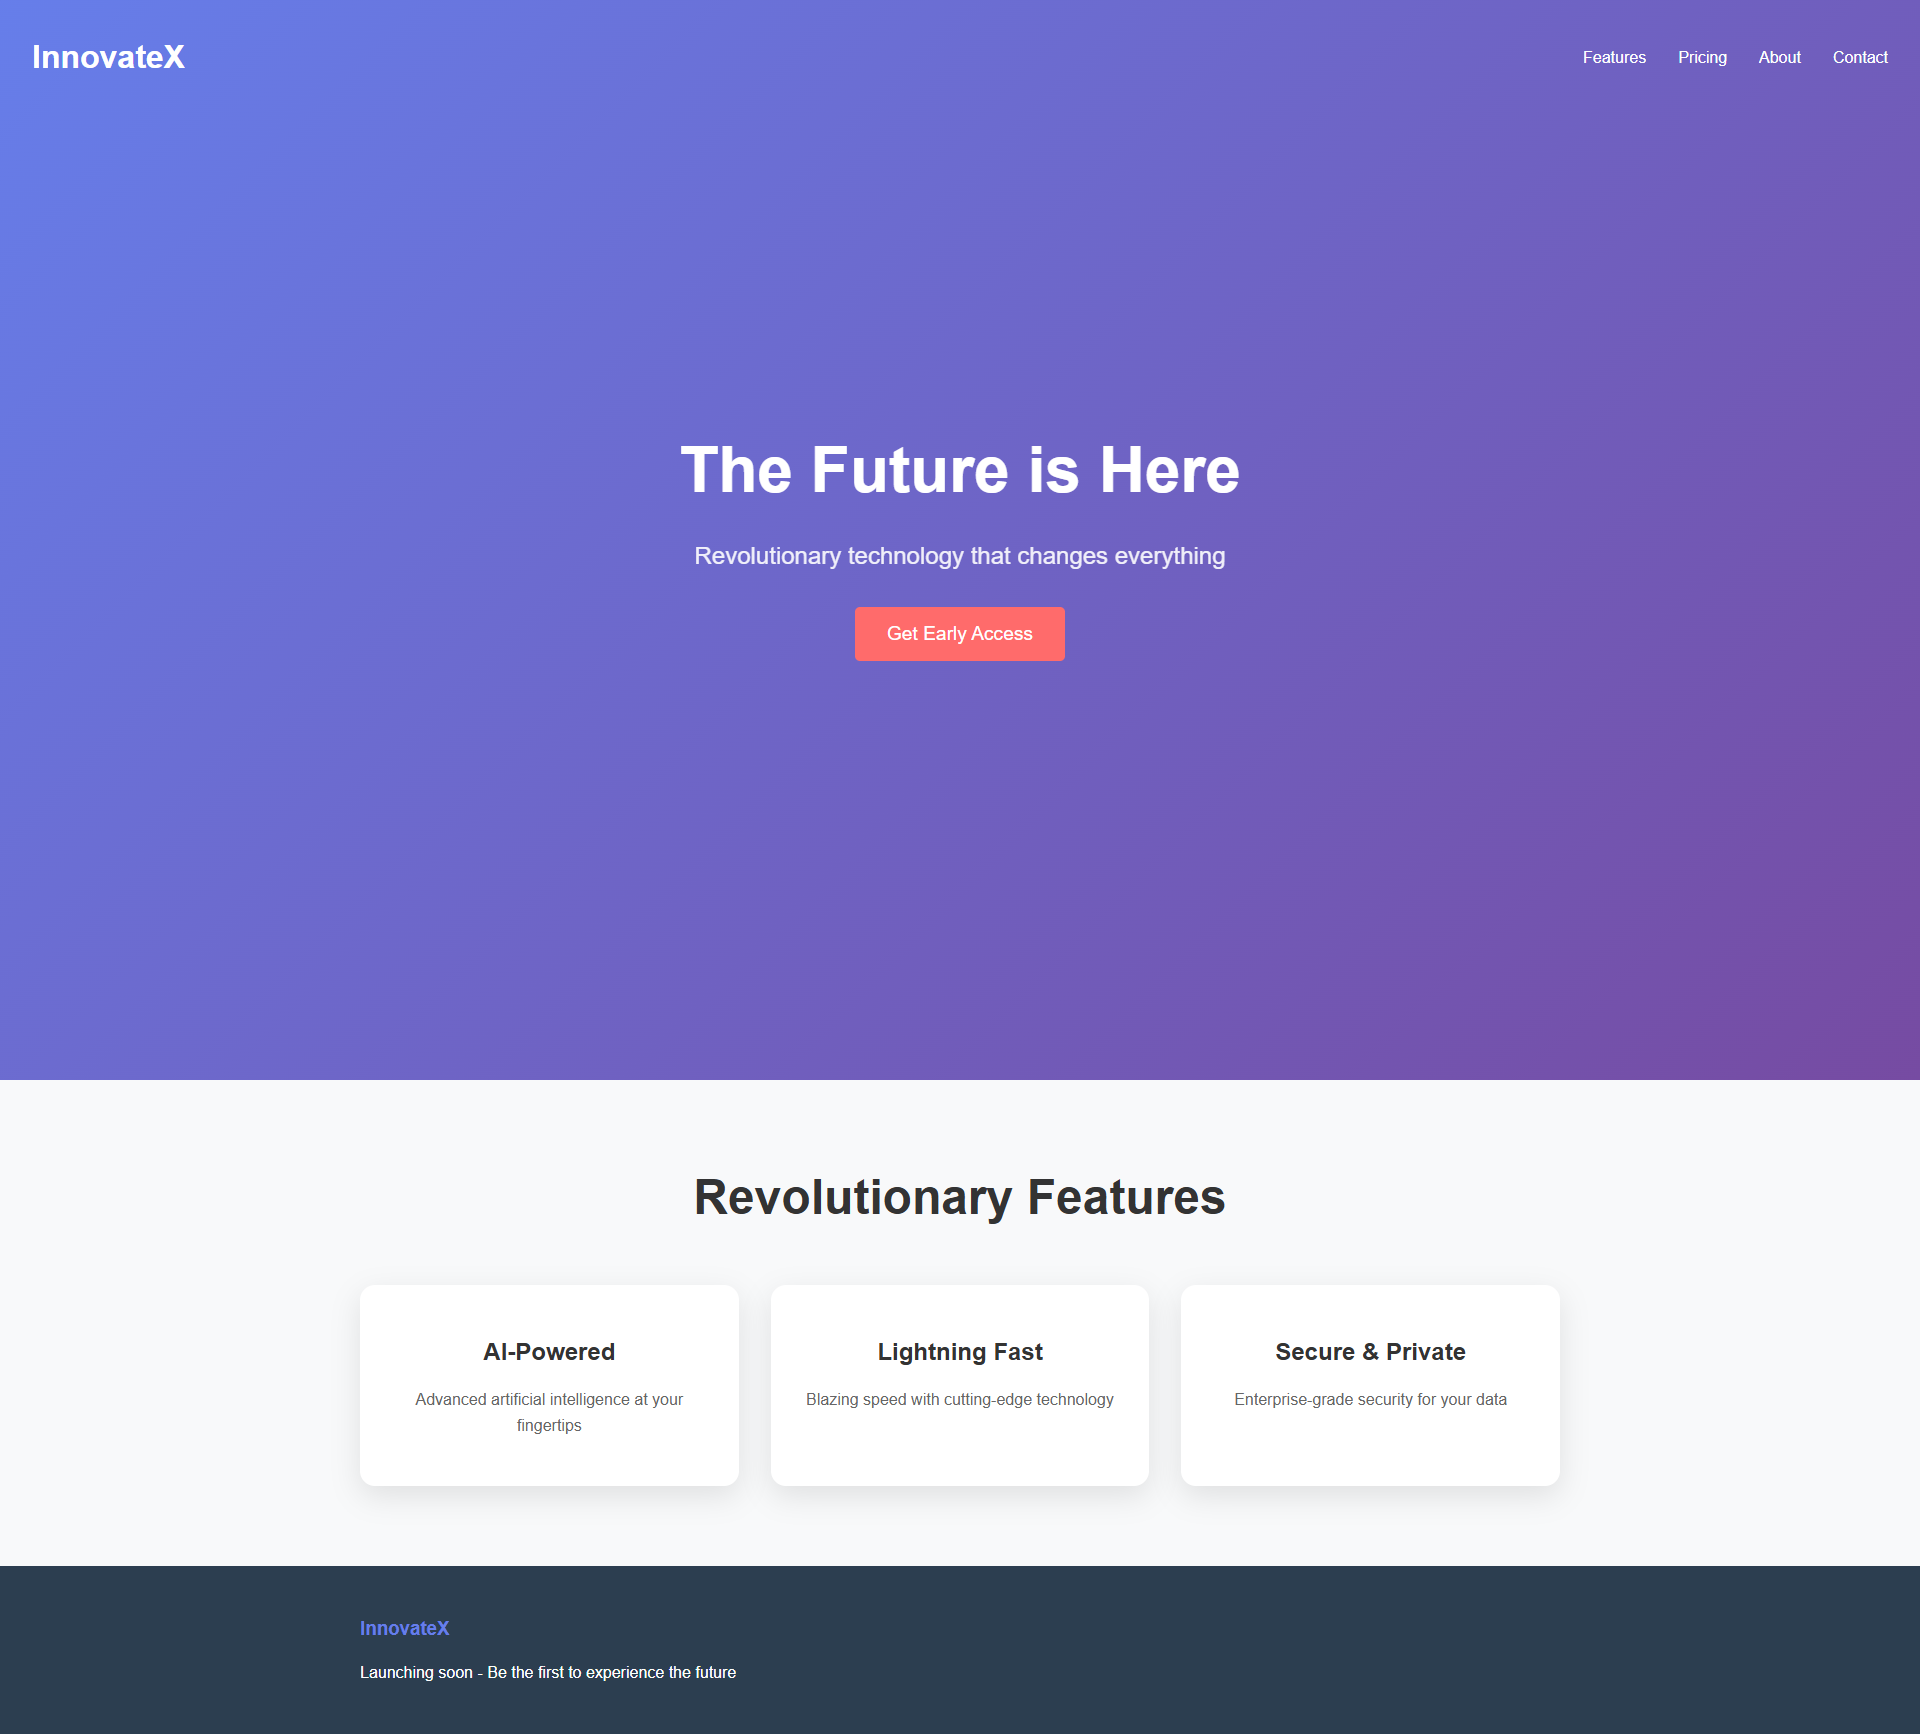 InnovateX
Features Pricing About Contact
The Future is Here
Revolutionary technology that changes everything
Get Early Access
Revolutionary Features
AI-Powered
Advanced artificial intelligence at your
fingertips
Lightning Fast
Blazing speed with cutting-edge technology
Secure & Private
Enterprise-grade security for your data
InnovateX
Launching soon - Be the first to experience the future